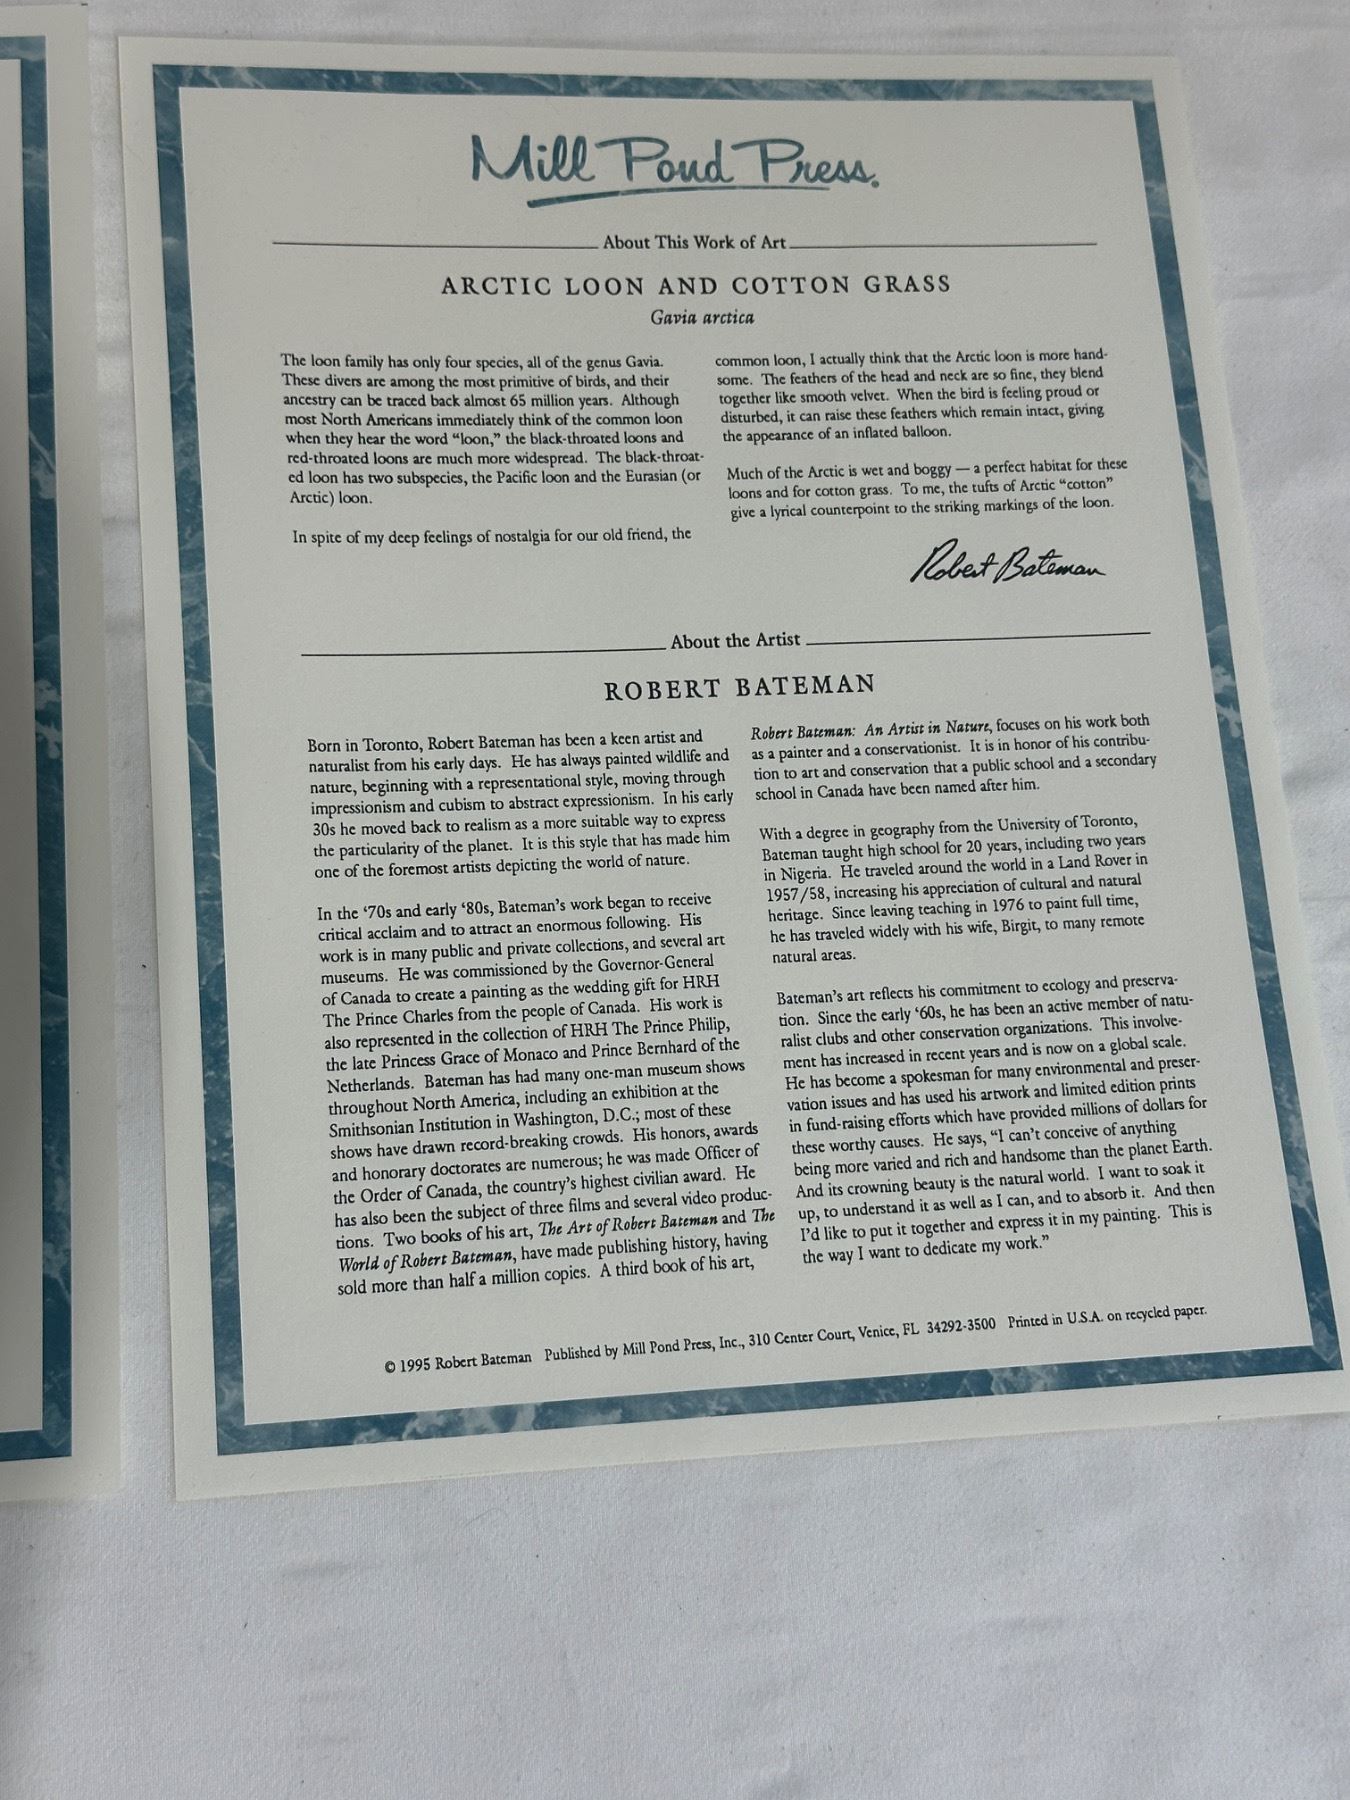 Mill Pond Press.
About This Work of Art
ARCTIC LOON AND COTTON GRASS
Gavia arctica
The loon family has only four species, all of the genus Gavia.
These divers are among the most primitive of birds, and their
ancestry can be traced back almost 65 million years. Although
most North Americans immediately think of the common loon
when they hear the word “loon,” the black-throated loons and
red-throated loons are much more widespread. The black-throat-
ed loon has two subspecies, the Pacific loon and the Eurasian (or
Arctic) loon.
In spite of my deep feelings of nostalgia for our old friend, the
common loon, I actually think that the Arctic loon is more hand-
some. The feathers of the head and neck are so fine, they blend
together like smooth velvet. When the bird is feeling proud or
disturbed, it can raise these feathers which remain intact, giving
the appearance of an inflated balloon.
Much of the Arctic is wet and boggy — a perfect habitat for these
loons and for cotton grass. To me, the tufts of Arctic “cotton”
give a lyrical counterpoint to the striking markings of the loon.
Robert Bateman
About the Artist
ROBERT BATEMAN
Born in Toronto, Robert Bateman has been a keen artist and
naturalist from his early days. He has always painted wildlife and
nature, beginning with a representational style, moving through
impressionism and cubism to abstract expressionism. In his early
30s he moved back to realism as a more suitable way to express
the particularity of the planet. It is this style that has made him
one of the foremost artists depicting the world of nature.
In the ‘70s and early ‘80s, Bateman’s work began to receive
critical acclaim and to attract an enormous following. His
work is in many public and private collections, and several art
museums. He was commissioned by the Governor-General
of Canada to create a painting as the wedding gift for HRH
The Prince Charles from the people of Canada. His work is
also represented in the collection of HRH The Prince Philip,
the late Princess Grace of Monaco and Prince Bernhard of the
Netherlands. Bateman has had many one-man museum shows
throughout North America, including an exhibition at the
Smithsonian Institution in Washington, D.C.; most of these
shows have drawn record-breaking crowds. His honors, awards
and honorary doctorates are numerous; he was made Officer of
the Order of Canada, the country’s highest civilian award. He
has also been the subject of three films and several video produc-
tions. Two books of his art, The Art of Robert Bateman and The
World of Robert Bateman, have made publishing history, having
sold more than half a million copies. A third book of his art,
Robert Bateman: An Artist in Nature, focuses on his work both
as a painter and a conservationist. It is in honor of his contribu-
tion to art and conservation that a public school and a secondary
school in Canada have been named after him.
With a degree in geography from the University of Toronto,
Bateman taught high school for 20 years, including two years
in Nigeria. He traveled around the world in a Land Rover in
1957/58, increasing his appreciation of cultural and natural
heritage. Since leaving teaching in 1976 to paint full time,
he has traveled widely with his wife, Birgit, to many remote
natural areas.
Bateman’s art reflects his commitment to ecology and preserva-
tion. Since the early ‘60s, he has been an active member of natu-
ralist clubs and other conservation organizations. This involve-
ment has increased in recent years and is now on a global scale.
He has become a spokesman for many environmental and preser-
vation issues and has used his artwork and limited edition prints
in fund-raising efforts which have provided millions of dollars for
these worthy causes. He says, “I can’t conceive of anything
being more varied and rich and handsome than the planet Earth.
And its crowning beauty is the natural world. I want to soak it
up, to understand it as well as I can, and to absorb it. And then
I’d like to put it together and express it in my painting. This is
the way I want to dedicate my work.”
© 1995 Robert Bateman Published by Mill Pond Press, Inc., 310 Center Court, Venice, FL 34292-3500 Printed in U.S.A. on recycled paper.